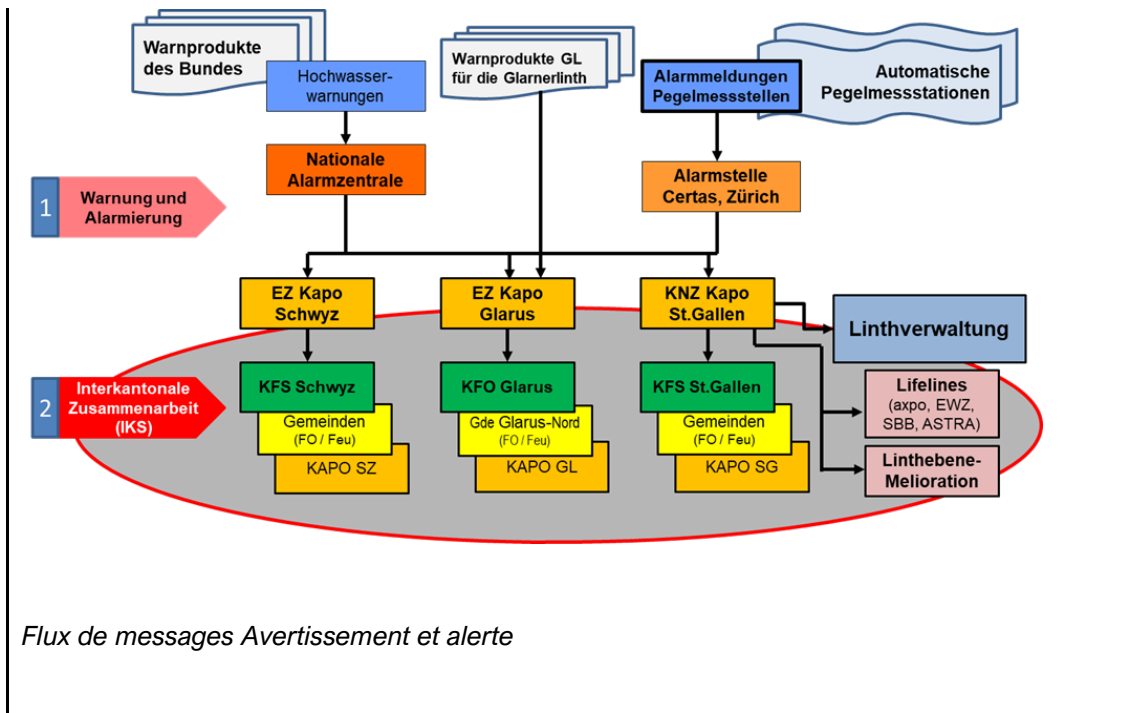 Warnprodukte
des Bundes
Hochwasser-
warnungen
Warnprodukte GL
für die Glarnerlinth
Alarmmeldungen
Pegelmessstellen
Automatische
Pegelmessstationen
Nationale
Alarmzentrale
Alarmstelle
Certas, Zürich
1
Warnung und
Alarmierung
EZ Kapo
Schwyz
EZ Kapo
Glarus
KNZ Kapo
St.Gallen
Linthverwaltung
2
Interkantonale
Zusammenarbeit
(IKS)
KFS Schwyz
Gemeinden
(FO / Feu)
KAPO SZ
KFO Glarus
Gde Glarus-Nord
(FO / Feu)
KAPO GL
KFS St.Gallen
Gemeinden
(FO / Feu)
KAPO SG
Lifelines
(axpo, EWZ,
SBB, ASTRA)
Linthebene-
Melioration
Flux de messages Avertissement et alerte